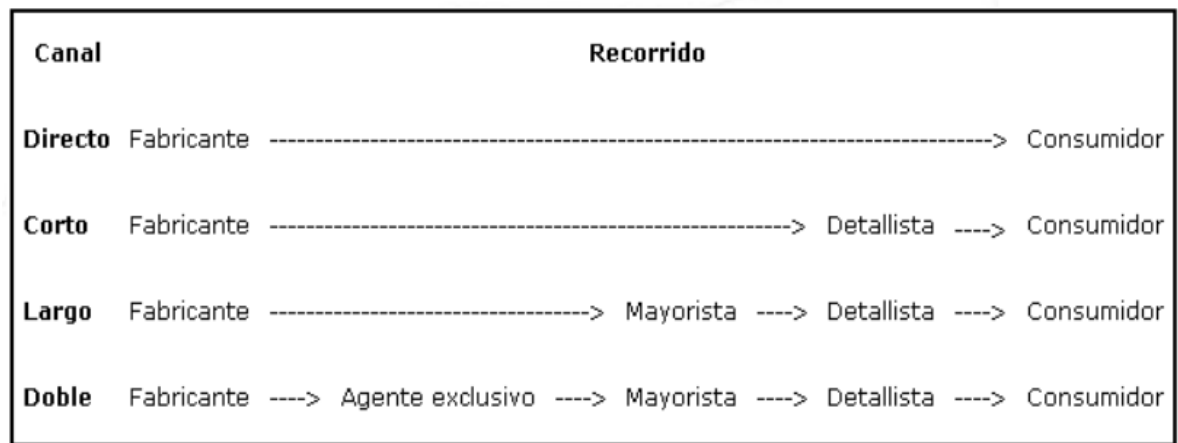 Canal Recorrido
Directo Fabricante ------------------------------------------------------------------------------> Consumidor
Corto Fabricante ---------------------------------------------------------> Detallista ----> Consumidor
Largo Fabricante -----------------------------------> Mayorista ----> Detallista ----> Consumidor
Doble Fabricante ----> Agente exclusivo ----> Mayorista ----> Detallista ----> Consumidor